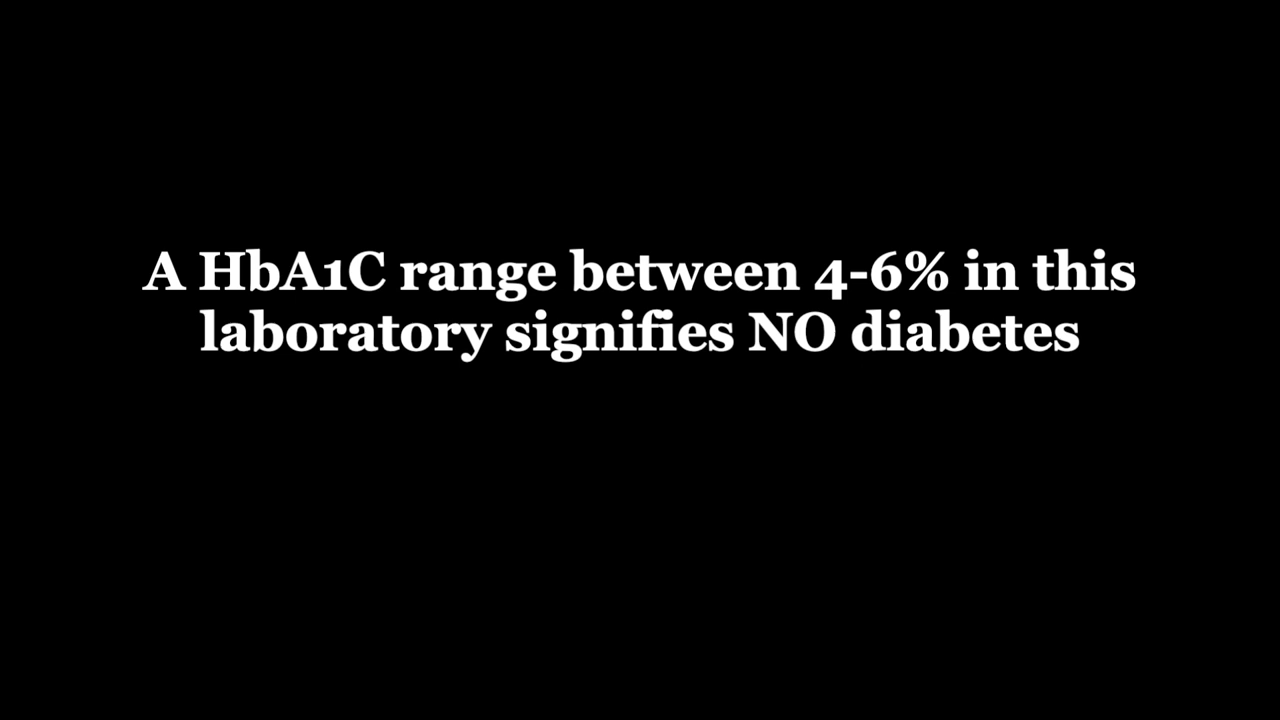 A HbA1C range between 4-6% in this
laboratory signifies NO diabetes